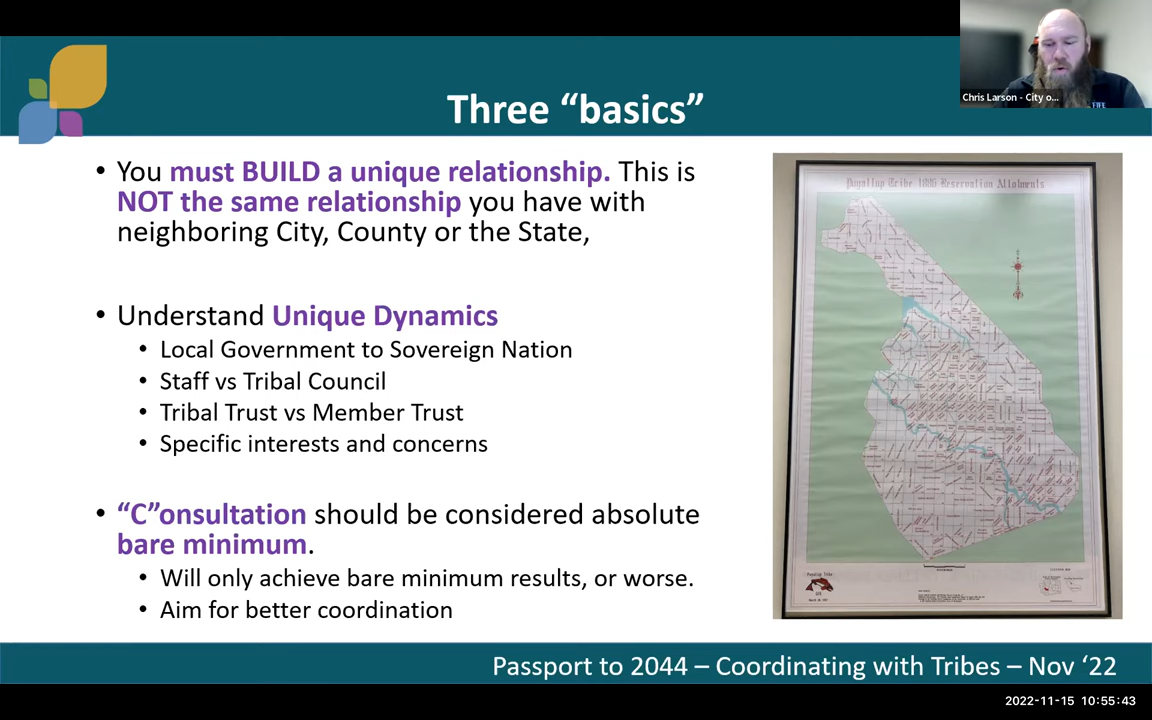 Chris Larson - City o...
FIFE
Three “basics”
• You must BUILD a unique relationship. This is
NOT the same relationship you have with
neighboring City, County or the State,
• Understand Unique Dynamics
• Local Government to Sovereign Nation
• Staff vs Tribal Council
• Tribal Trust vs Member Trust
• Specific interests and concerns
• “C”onsultation should be considered absolute
bare minimum.
• Will only achieve bare minimum results, or worse.
• Aim for better coordination
Puyallup Tribe 1886 Reservation Allotments
Puyallup Tribe
GIS
Passport to 2044 – Coordinating with Tribes – Nov ‘22
2022-11-15 10:55:43